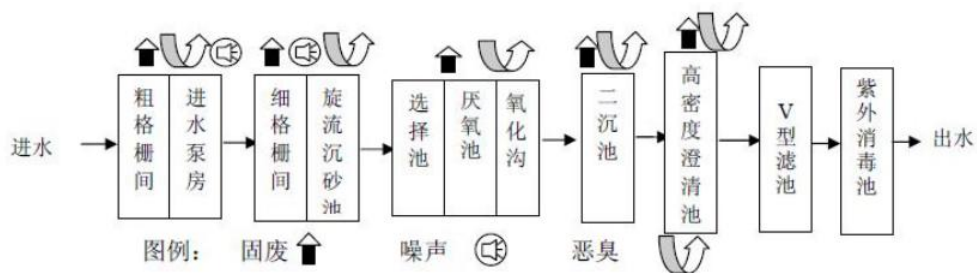 进水
粗格栅间
进水泵房
细格栅间
旋流沉砂池
选择池
厌氧池
氧化沟
二沉池
高密度澄清池
V型滤池
紫外消毒池
出水
图例： 固废 噪声 恶臭